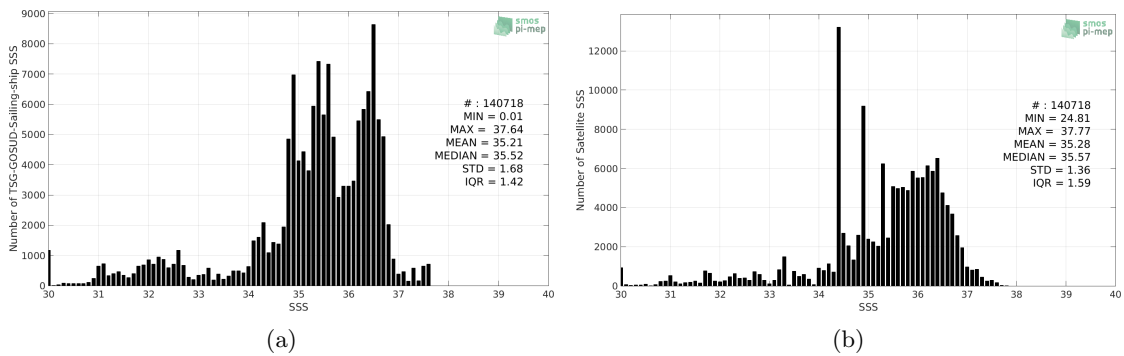 9000
8000
7000
6000
5000
4000
3000
2000
1000
0
Number of TSG-GOSUD-Sailing-ship SSS
smos
pi-mep
# : 140718
MIN = 0.01
MAX = 37.64
MEAN = 35.21
MEDIAN = 35.52
STD = 1.68
IQR = 1.42
30 31 32 33 34 35 36 37 38 39 40
SSS
(a)
12000
10000
8000
6000
4000
2000
0
Number of Satellite SSS
smos
pi-mep
# : 140718
MIN = 24.81
MAX = 37.77
MEAN = 35.28
MEDIAN = 35.57
STD = 1.36
IQR = 1.59
30 31 32 33 34 35 36 37 38 39 40
SSS
(b)